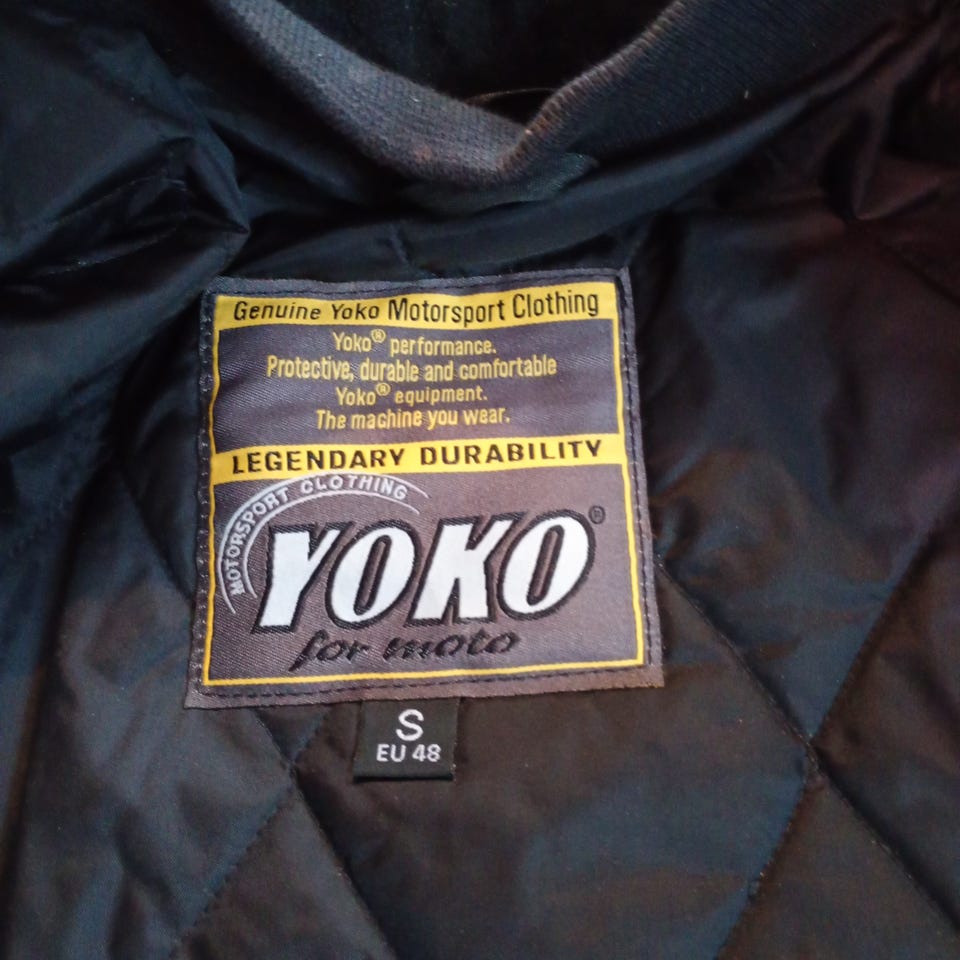 Genuine Yoko Motorsport Clothing
Yoko® performance.
Protective, durable and comfortable
Yoko® equipment.
The machine you wear.
LEGENDARY DURABILITY
MOTORSPORT CLOTHING
YOKO®
for moto
S
EU 48